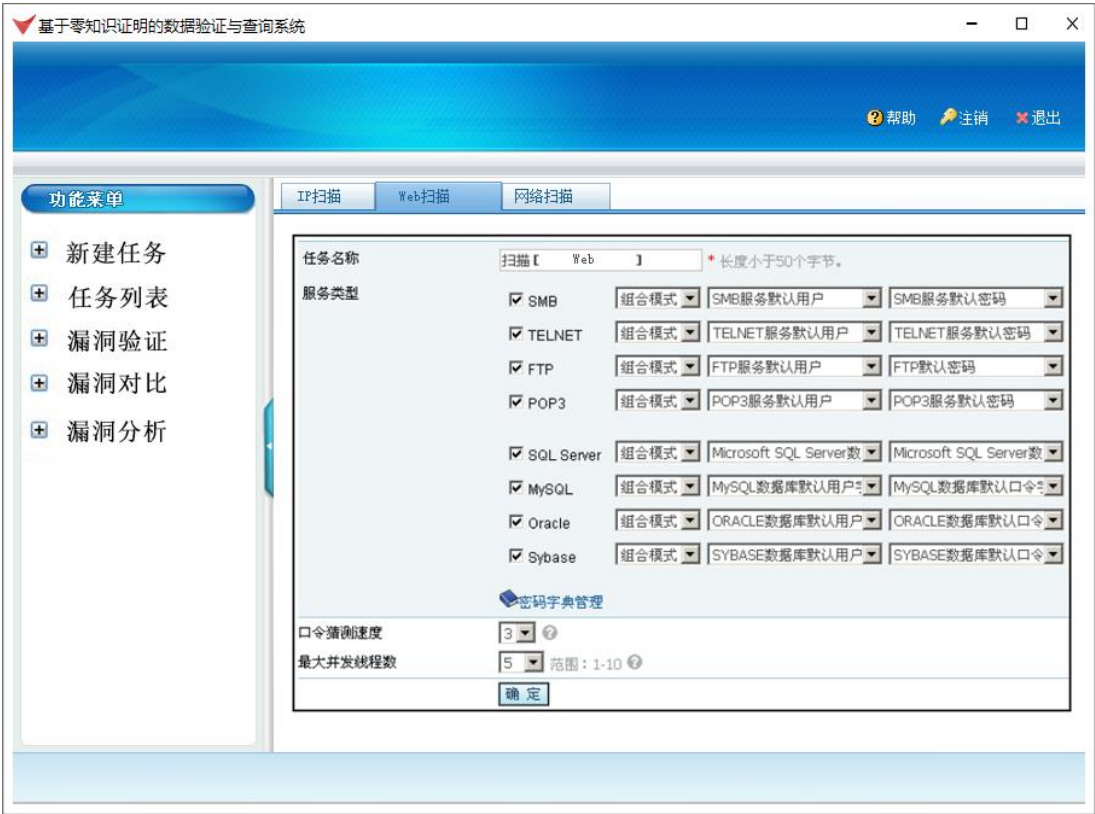 基于零知识证明的数据验证与查询系统
帮助 注销 退出
功能菜单
IP扫描 Web扫描 网络扫描
新建任务
任务列表
漏洞验证
漏洞对比
漏洞分析
任务名称 扫描【 Web 】 * 长度小于50个字节。
服务类型
SMB 组合模式 SMB服务默认用户 SMB服务默认密码
TELNET 组合模式 TELNET服务默认用户 TELNET服务默认密码
FTP 组合模式 FTP服务默认用户 FTP默认密码
POP3 组合模式 POP3服务默认用户 POP3服务默认密码
SQL Server 组合模式 Microsoft SQL Server数 Microsoft SQL Server数
MySQL 组合模式 MySQL数据库默认用户 MySQL数据库默认口令
Oracle 组合模式 ORACLE数据库默认用户 ORACLE数据库默认口令
Sybase 组合模式 SYBASE数据库默认用户 SYBASE数据库默认口令
密码字典管理
口令猜测速度 3
最大并发线程数 5 范围：1-10
确 定